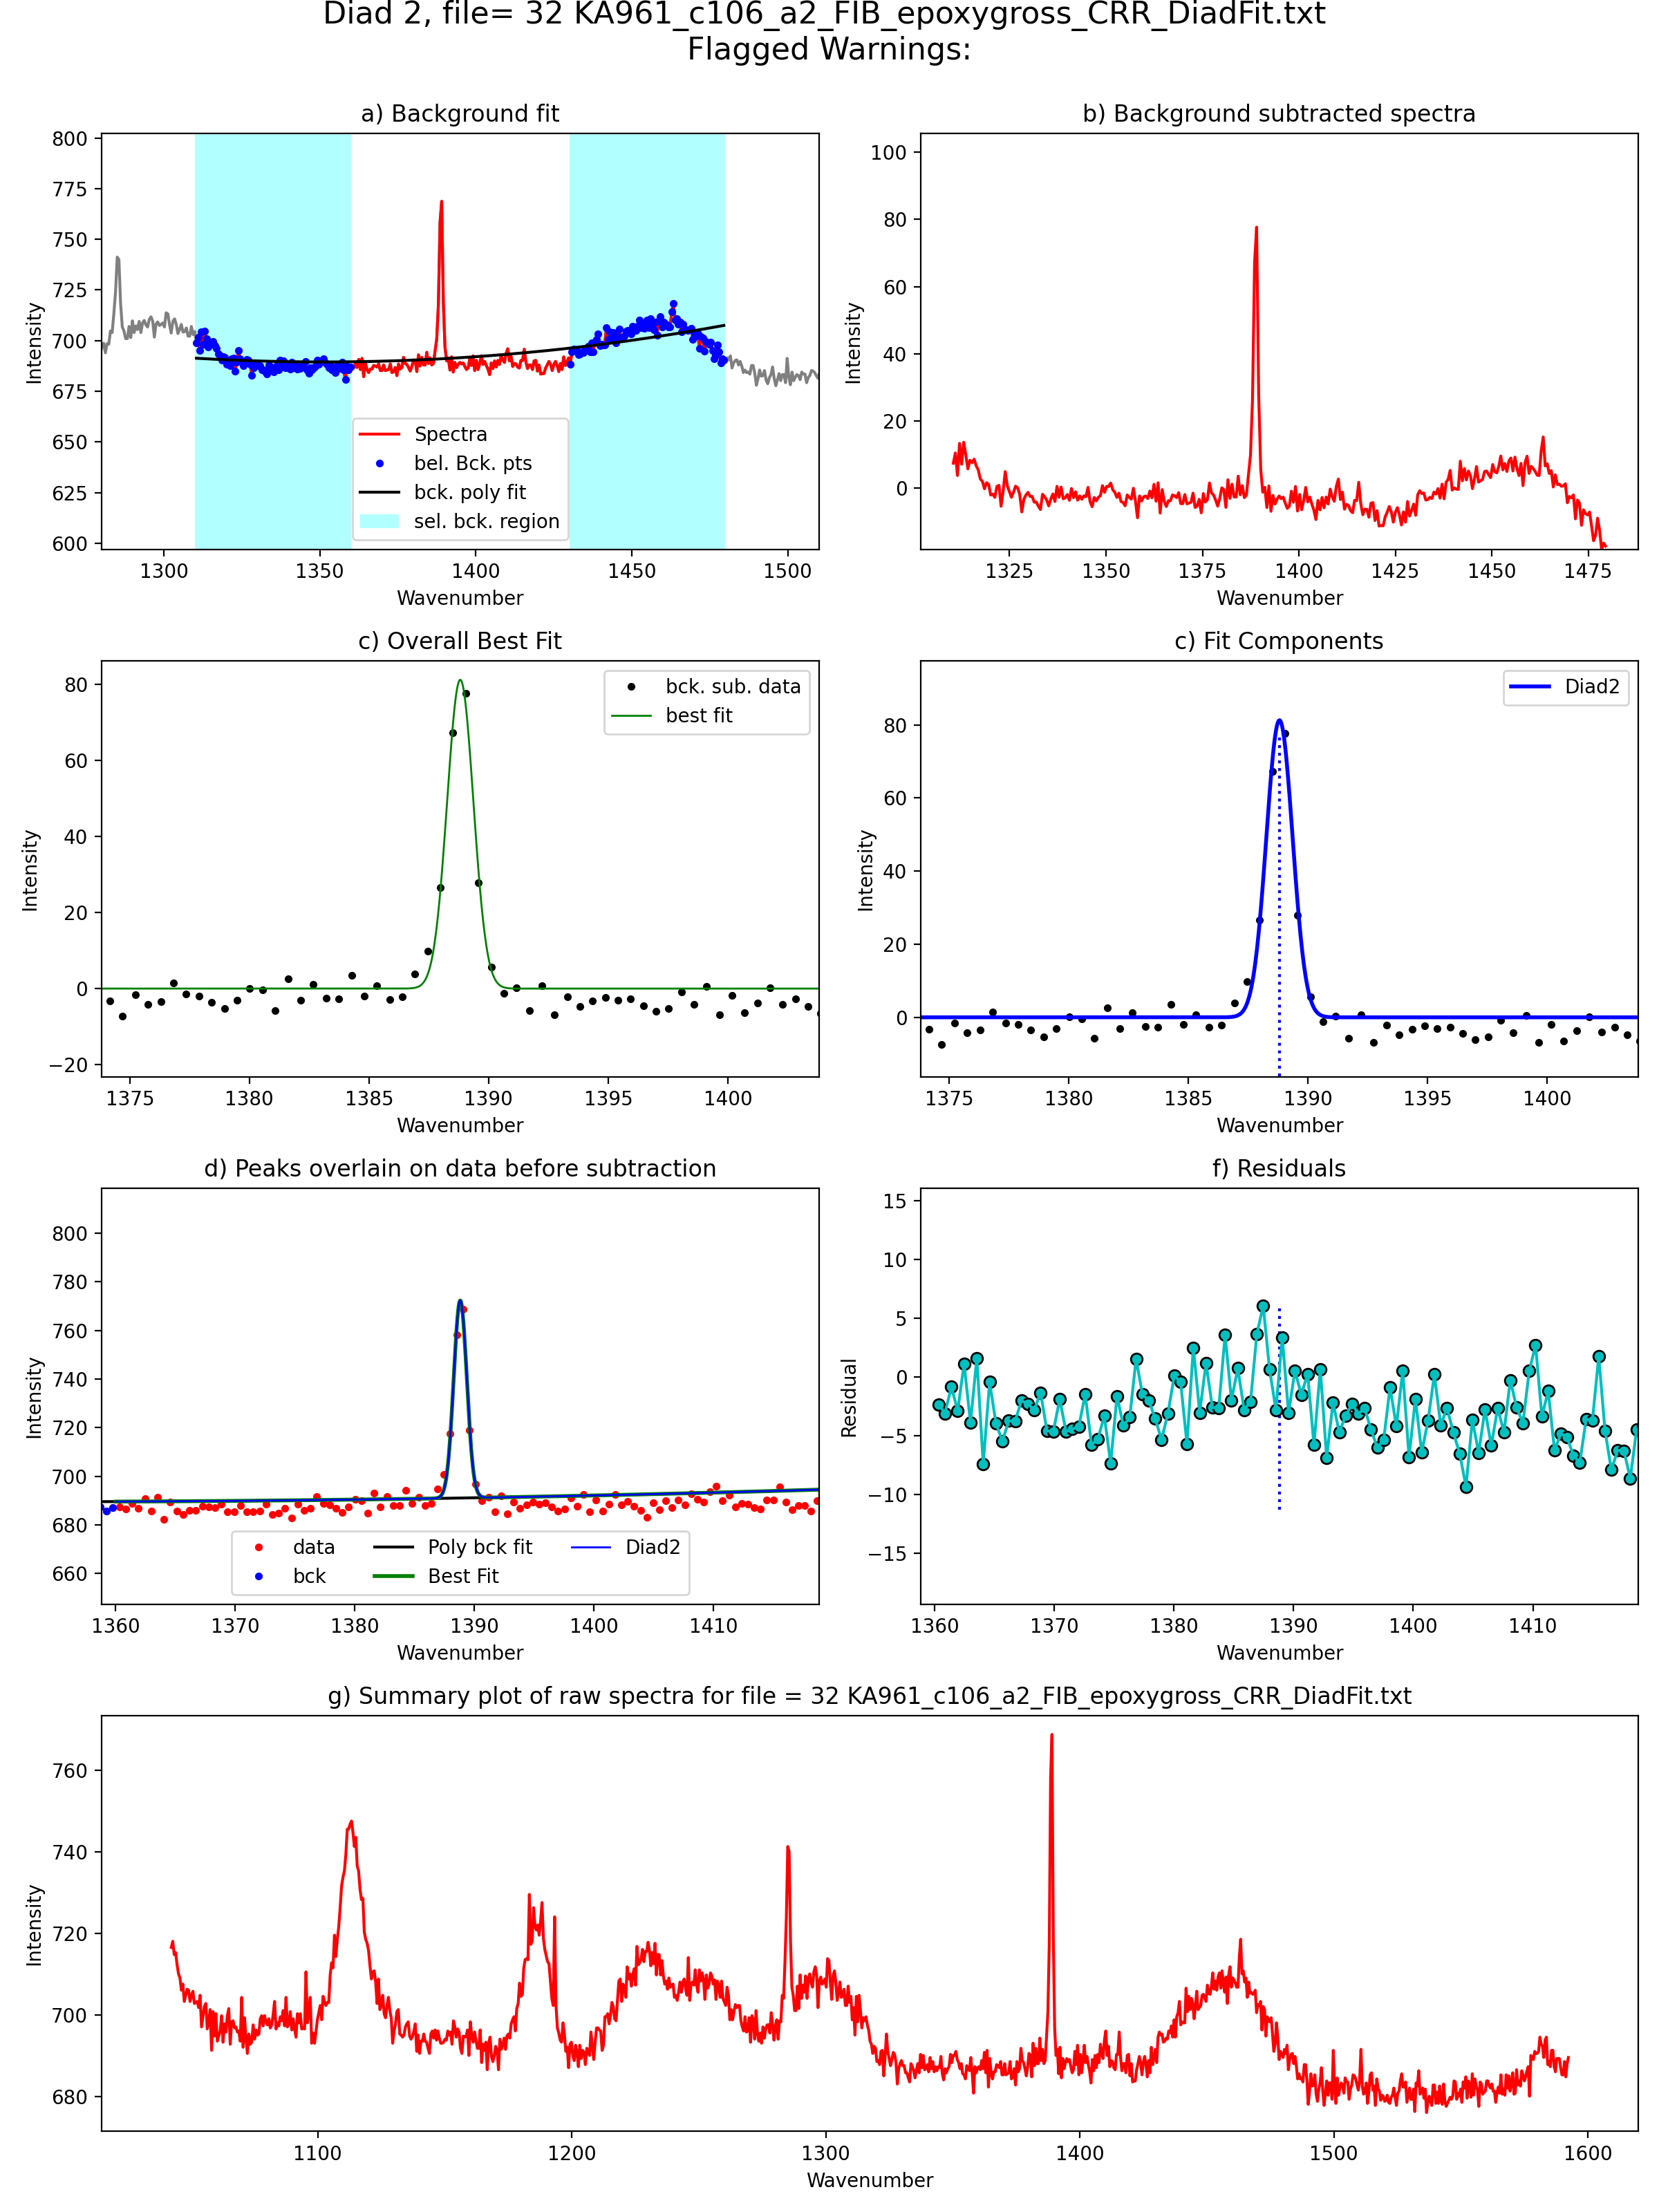 Diad 2, file= 32 KA961_c106_a2_FIB_epoxygross_CRR_DiadFit.txt
Flagged Warnings:
a) Background fit
800
775
750
725
700
675
650
625
600
Intensity
Spectra
bel. Bck. pts
bck. poly fit
sel. bck. region
1300 1350 1400 1450 1500
Wavenumber
b) Background subtracted spectra
100
80
60
40
20
0
Intensity
1325 1350 1375 1400 1425 1450 1475
Wavenumber
c) Overall Best Fit
80
60
40
20
0
−20
Intensity
bck. sub. data
best fit
1375 1380 1385 1390 1395 1400
Wavenumber
c) Fit Components
80
60
40
20
0
Intensity
Diad2
1375 1380 1385 1390 1395 1400
Wavenumber
d) Peaks overlain on data before subtraction
800
780
760
740
720
700
680
660
Intensity
data Poly bck fit Diad2
bck Best Fit
1360 1370 1380 1390 1400 1410
Wavenumber
f) Residuals
15
10
5
0
−5
−10
−15
Residual
1360 1370 1380 1390 1400 1410
Wavenumber
g) Summary plot of raw spectra for file = 32 KA961_c106_a2_FIB_epoxygross_CRR_DiadFit.txt
760
740
720
700
680
Intensity
1100 1200 1300 1400 1500 1600
Wavenumber